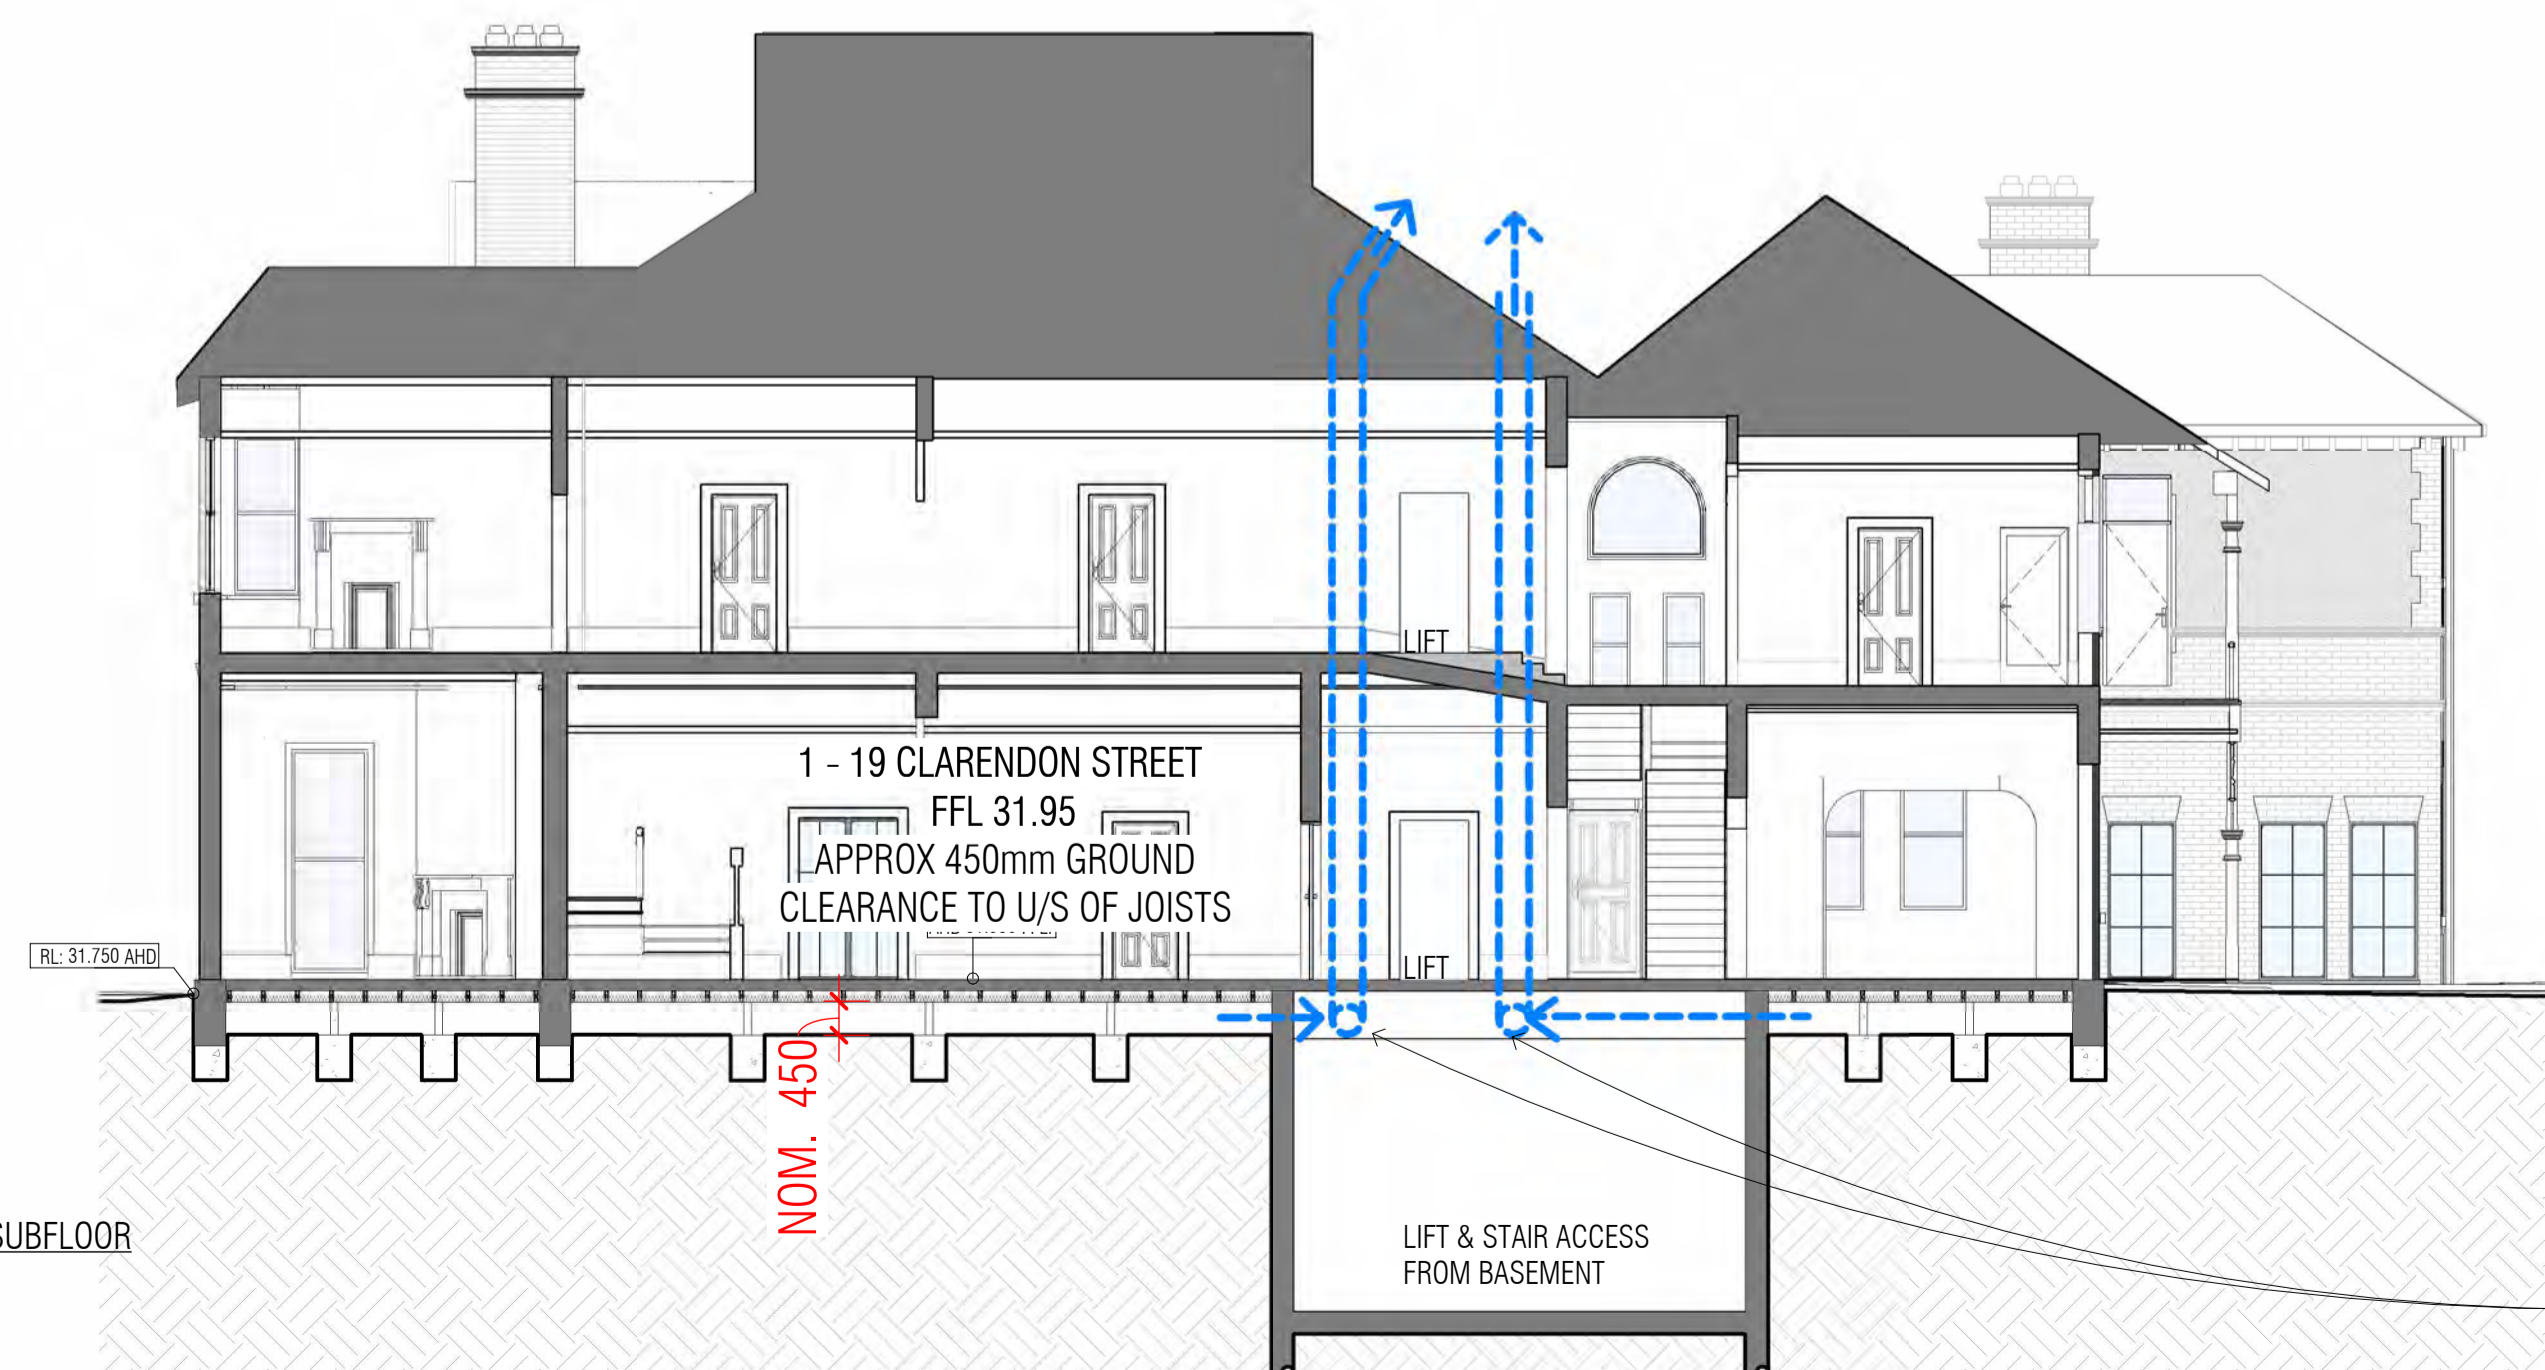 LIFT
1 - 19 CLARENDON STREET
FFL 31.95
APPROX 450mm GROUND
CLEARANCE TO U/S OF JOISTS
RL: 31.750 AHD
LIFT
NOM. 450
SUBFLOOR
LIFT & STAIR ACCESS
FROM BASEMENT